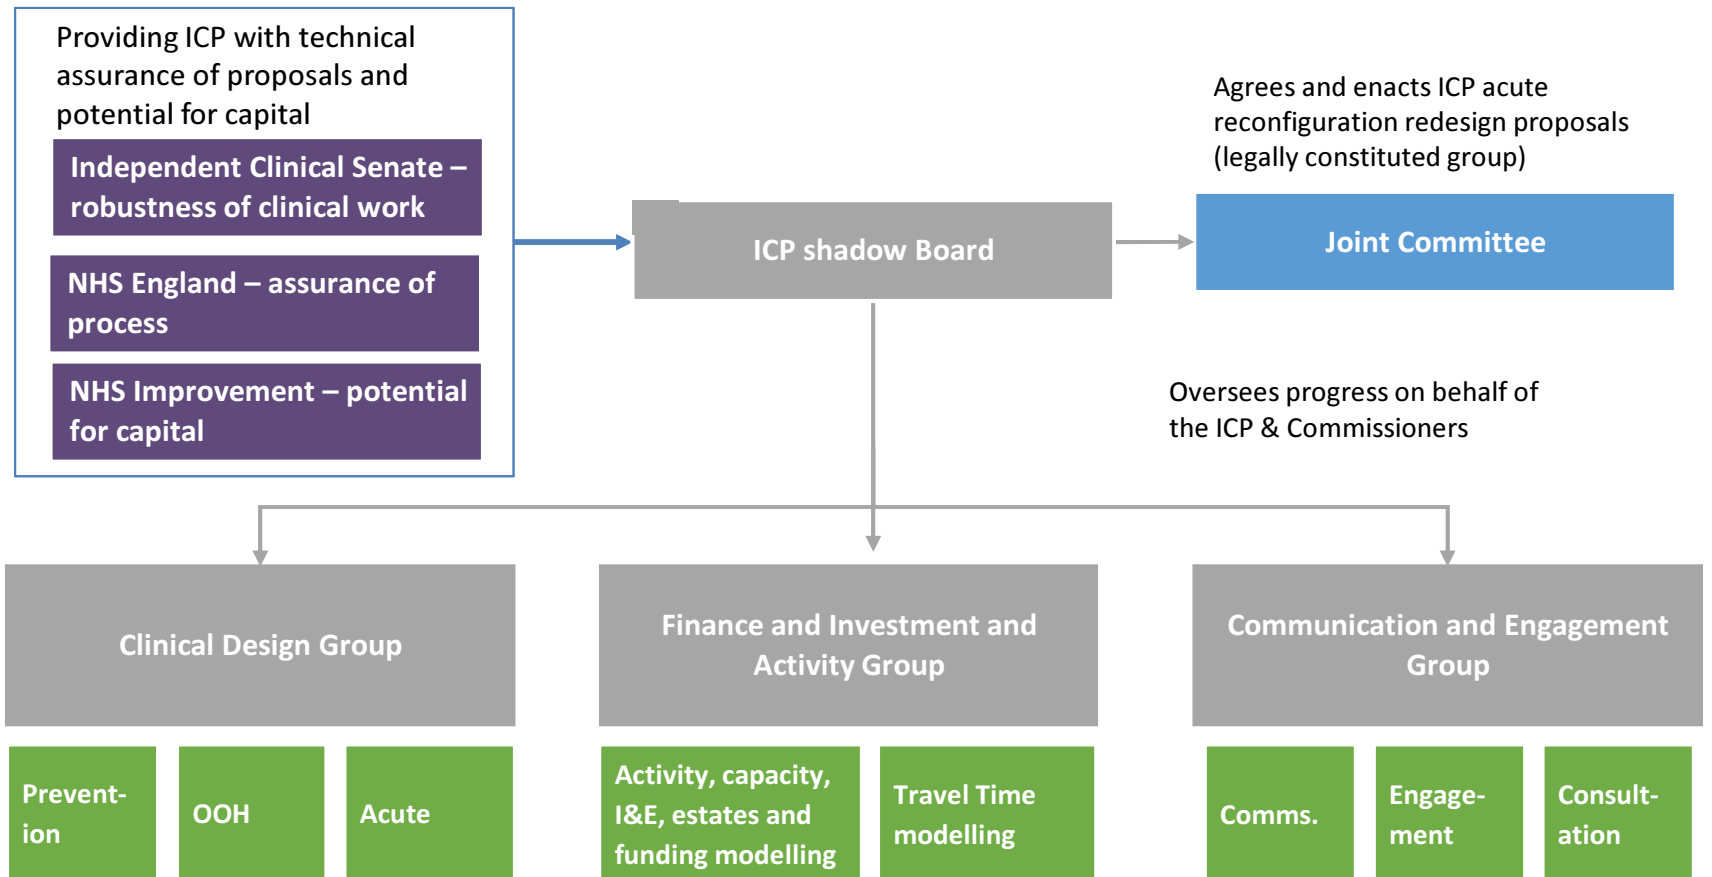 Providing ICP with technical
assurance of proposals and
potential for capital
Independent Clinical Senate –
robustness of clinical work
NHS England – assurance of
process
NHS Improvement – potential
for capital
ICP shadow Board
Agrees and enacts ICP acute
reconfiguration redesign proposals
(legally constituted group)
Joint Committee
Oversees progress on behalf of
the ICP & Commissioners
Clinical Design Group
Finance and Investment and
Activity Group
Communication and Engagement
Group
Prevent-
ion
OOH
Acute
Activity, capacity,
I&E, estates and
funding modelling
Travel Time
modelling
Comms.
Engage-
ment
Consult-
ation